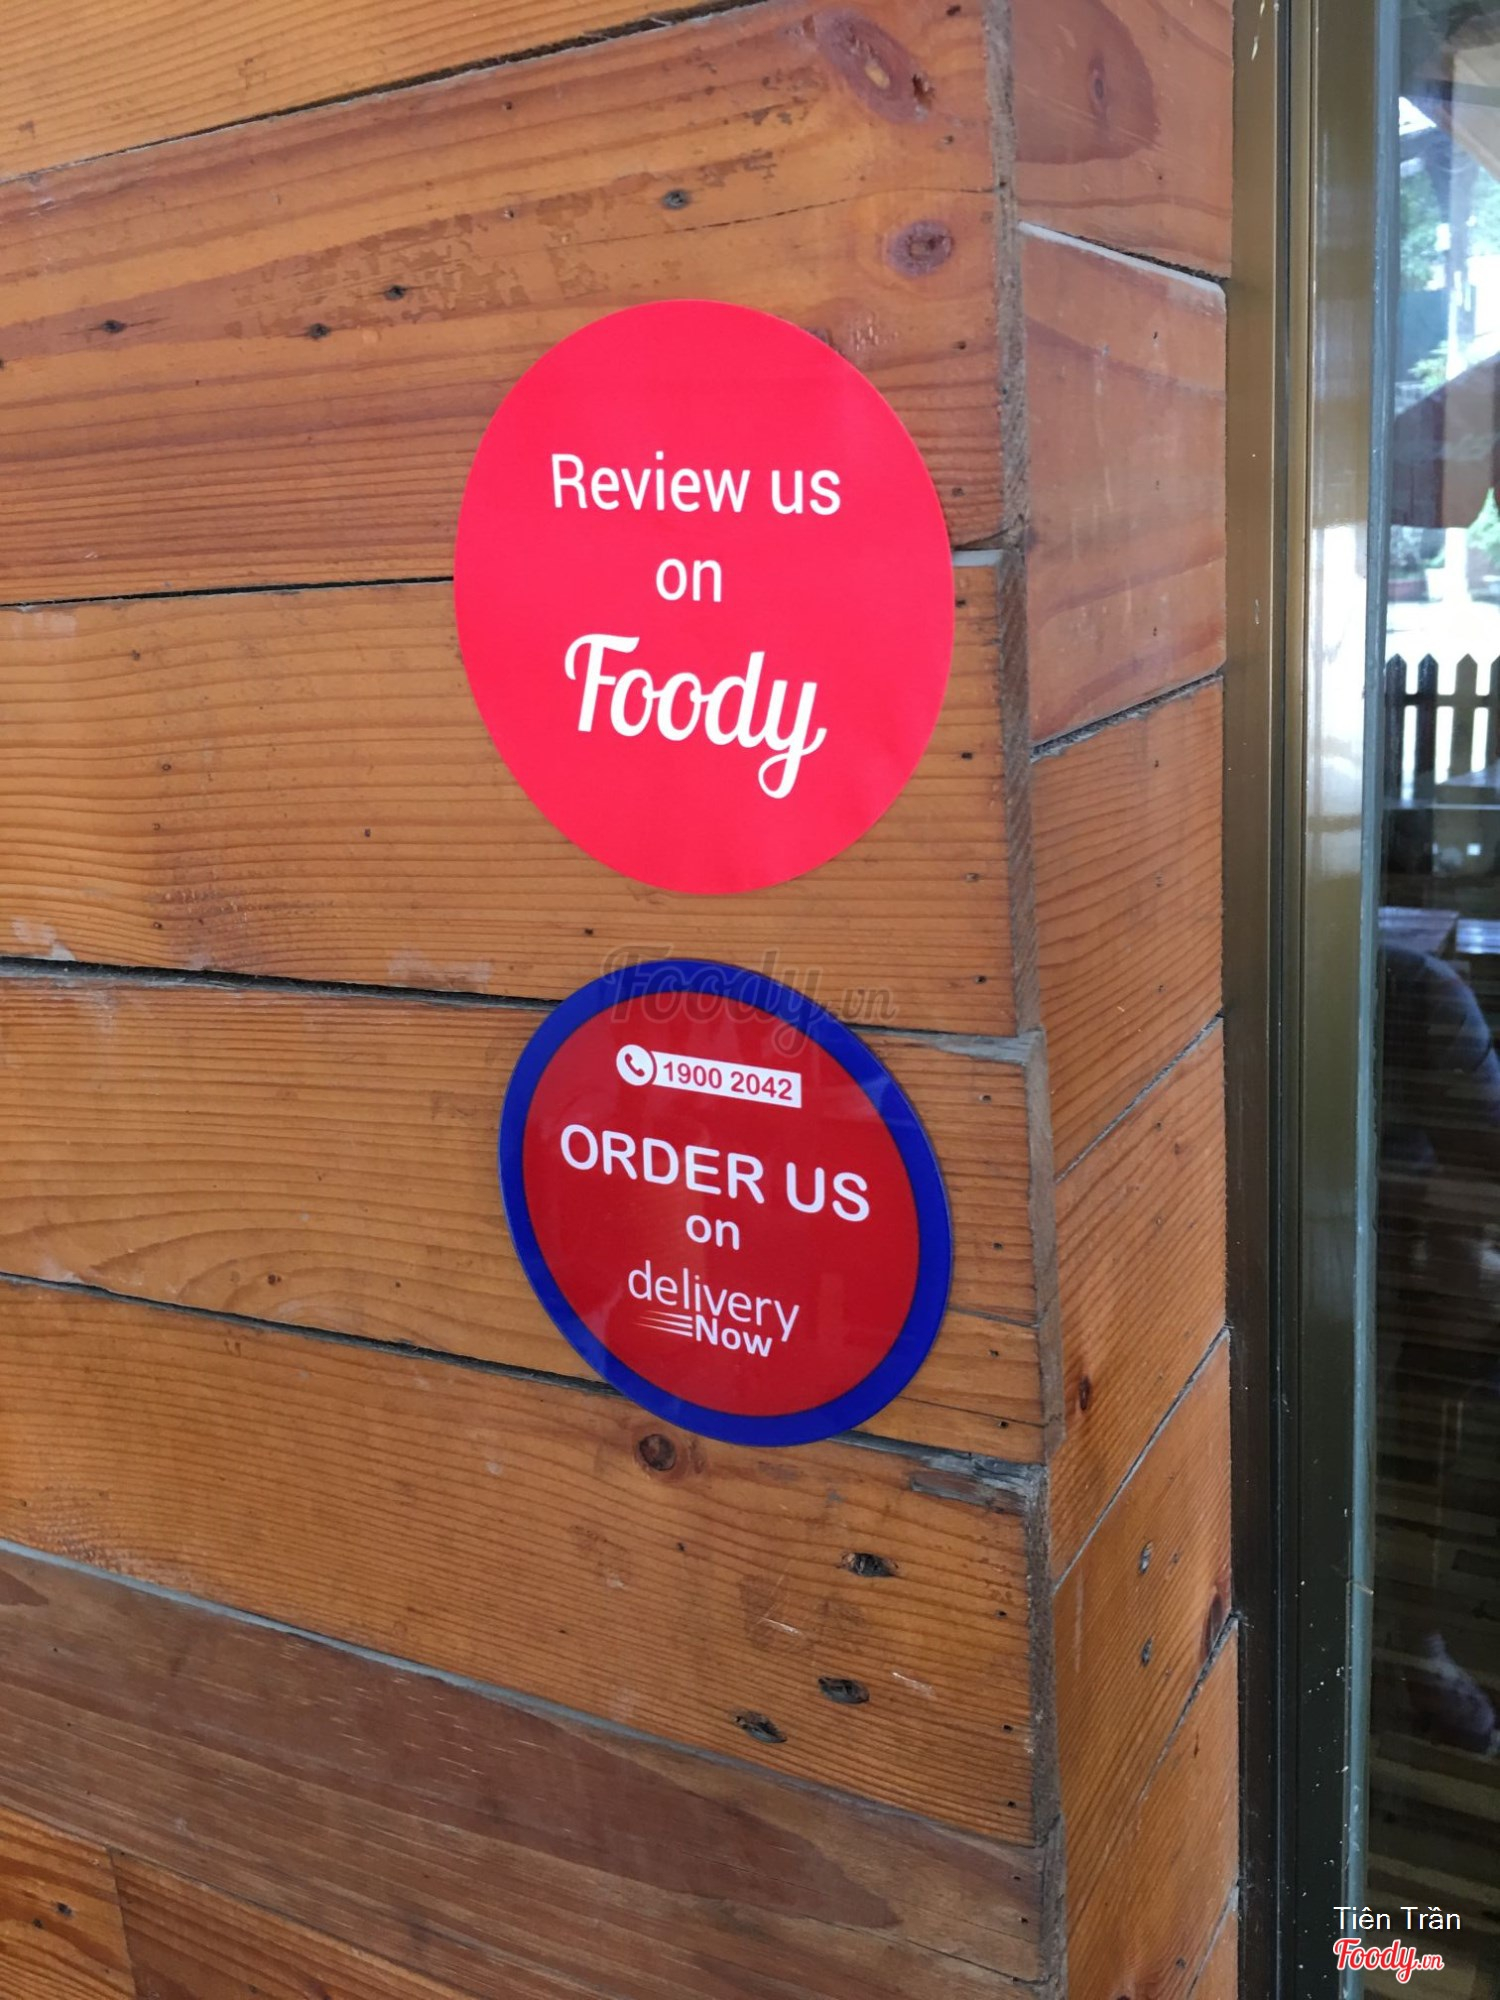 Review us
on
Foody
Foody.vn
1900 2042
ORDER US
on
delivery
Now
Tiên Trần
Foody.vn